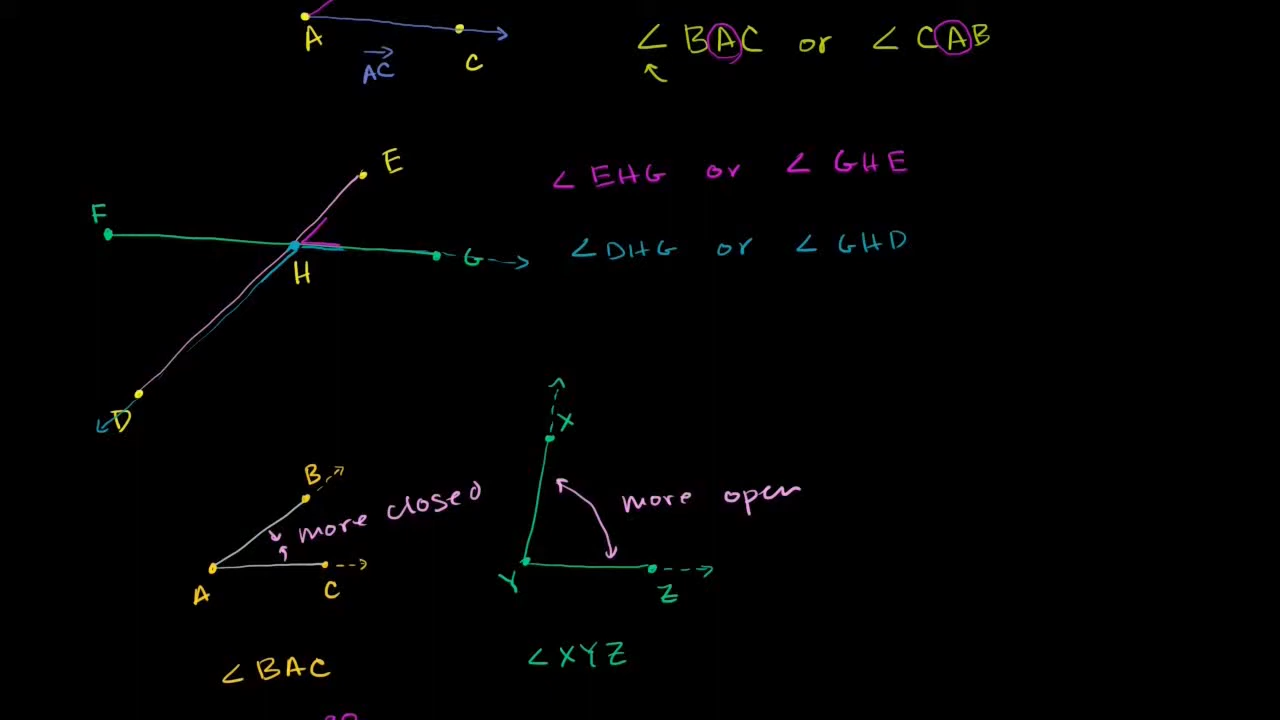 A
AC
C
∠ BAC or ∠ CAB
E
F
H
G
D
∠ EHG or ∠ GHE
∠ DHG or ∠ GHD
B
A
C
more closed
∠ BAC
X
Y
Z
more open
∠ XYZ